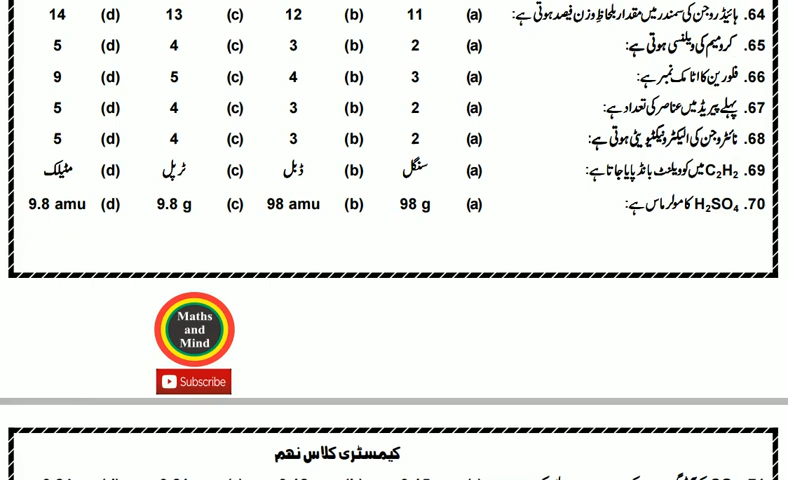 64. ہائیڈروجن کی سمندر میں مقدار بلحاظِ وزن فیصد ہوتی ہے: (a) 11 (b) 12 (c) 13 (d) 14
65. کرومیم کی ویلنسی ہوتی ہے: (a) 2 (b) 3 (c) 4 (d) 5
66. فلورین کا اٹامک نمبر ہے: (a) 3 (b) 4 (c) 5 (d) 9
67. پہلے پیریڈ میں عناصر کی تعداد ہے: (a) 2 (b) 3 (c) 4 (d) 5
68. نائٹروجن کی الیکٹرونیگٹیویٹی ہوتی ہے: (a) 2 (b) 3 (c) 4 (d) 5
69. C₂H₂ میں کوویلنٹ بانڈ پایا جاتا ہے: (a) سنگل (b) ڈبل (c) ٹرپل (d) مٹیلک
70. H₂SO₄ کا مولر ماس ہے: (a) 98 g (b) 98 amu (c) 9.8 g (d) 9.8 amu
Maths
and
Mind
Subscribe
کیمسٹری کلاس نهم